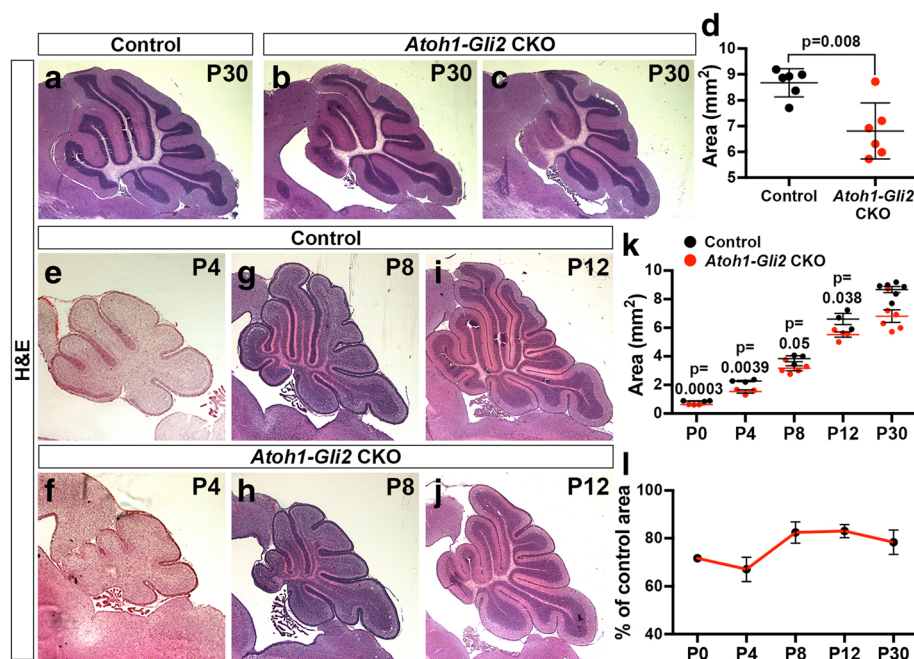 Control
Atoh1-Gli2 CKO
a
P30
b
P30
c
P30
d
p=0.008
Area (mm²)
10
9
8
7
6
5
Control
Atoh1-Gli2
CKO
H&E
Control
e
P4
g
P8
i
P12
Atoh1-Gli2 CKO
f
P4
h
P8
j
P12
k
Control
Atoh1-Gli2 CKO
Area (mm²)
10
8
6
4
2
0
p=
0.0003
p=
0.0039
p=
0.05
p=
0.038
P0
P4
P8
P12
P30
l
% of control area
100
80
60
40
P0
P4
P8
P12
P30